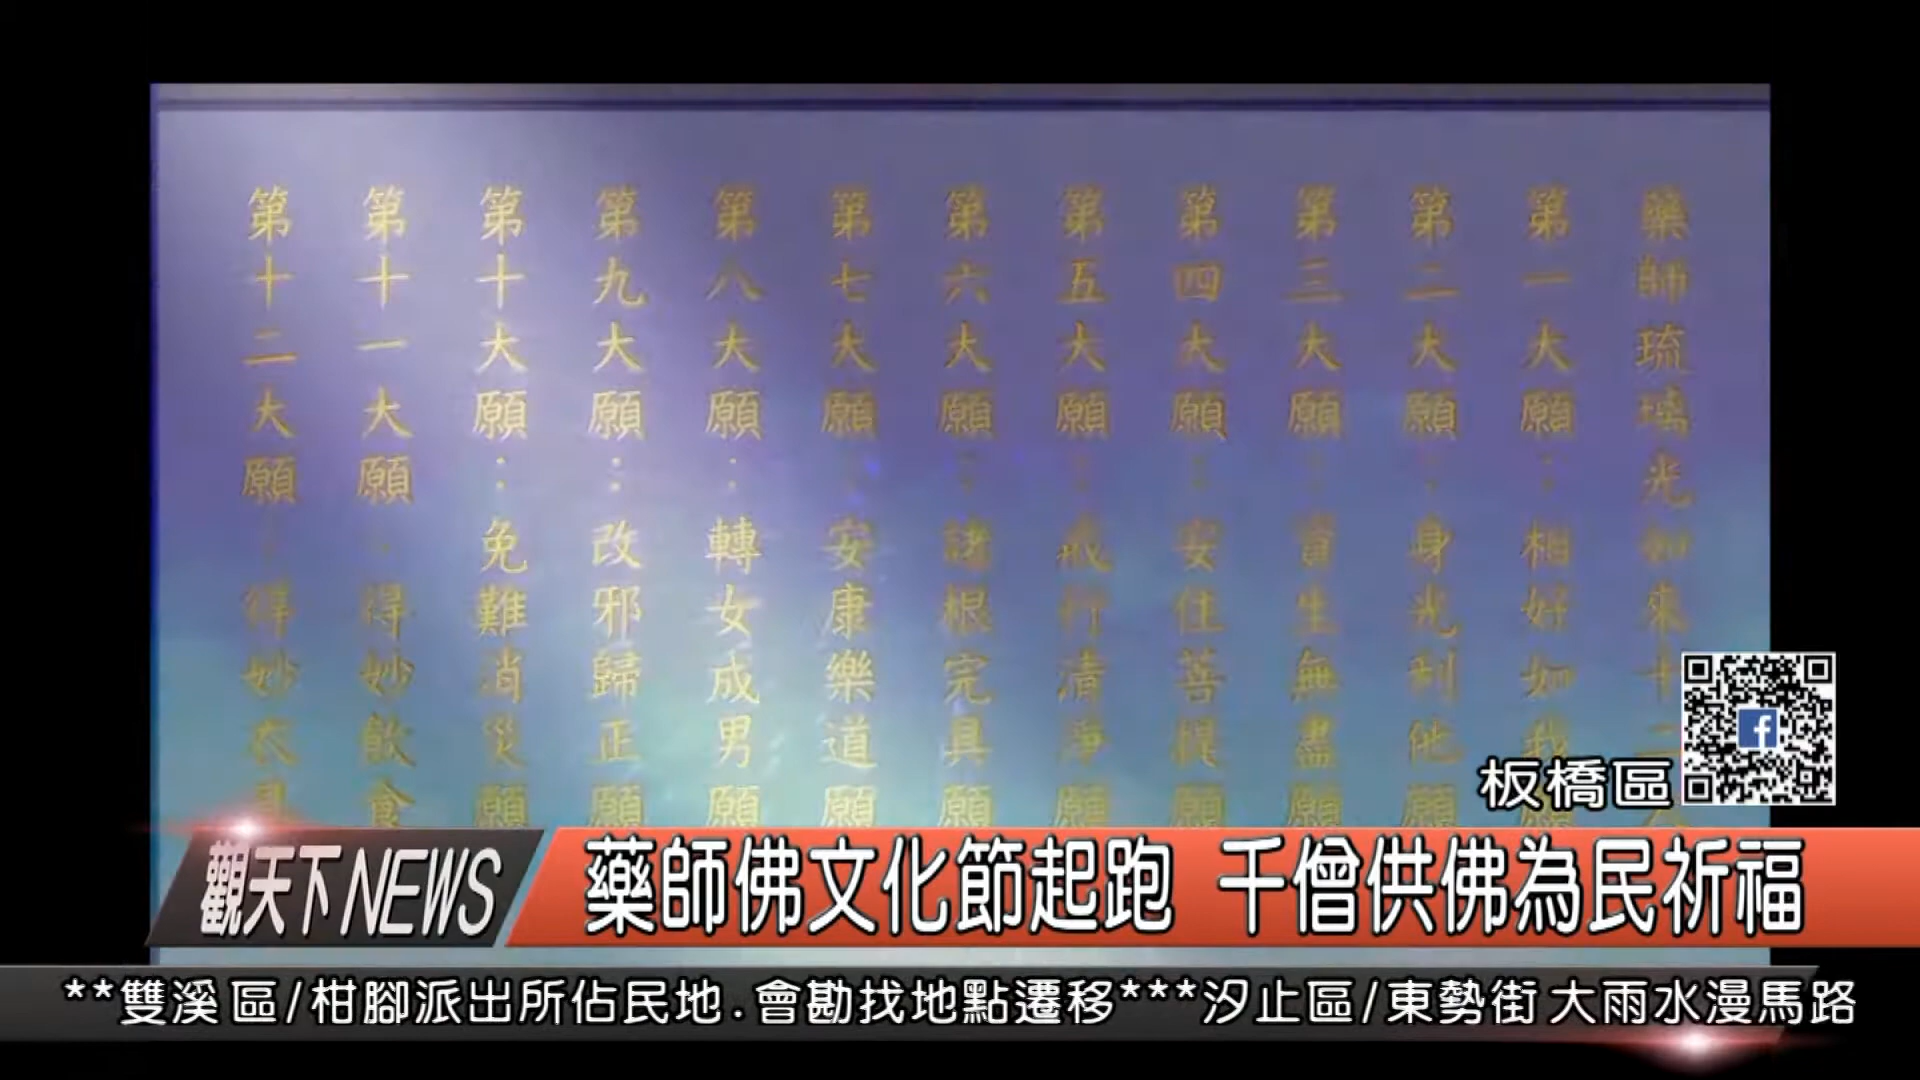 藥師琉璃光如來十二
第一大願：相好如我
第二大願：身光利他願
第三大願：資生無盡願
第四大願：安住菩提願
第五大願：戒行清淨願
第六大願：諸根完具願
第七大願：安康樂道願
第八大願：轉女成男願
第九大願：改邪歸正願
第十大願：免難消災願
第十一大願：得妙飲食
第十二大願：得妙衣具
板橋區
觀天下NEWS
藥師佛文化節起跑 千僧供佛為民祈福
**雙溪區/柑腳派出所佔民地.會勘找地點遷移***汐止區/東勢街 大雨水漫馬路